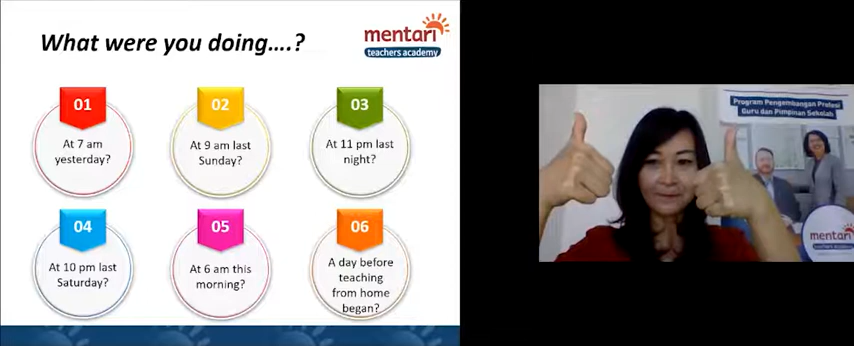 What were you doing....?
mentari
teachers academy
01
At 7 am
yesterday?
02
At 9 am last
Sunday?
03
At 11 pm last
night?
04
At 10 pm last
Saturday?
05
At 6 am this
morning?
06
A day before
teaching
from home
began?
Program Pengembangan Profesi
Guru dan Pimpinan Sekolah
mentari
teachers academy